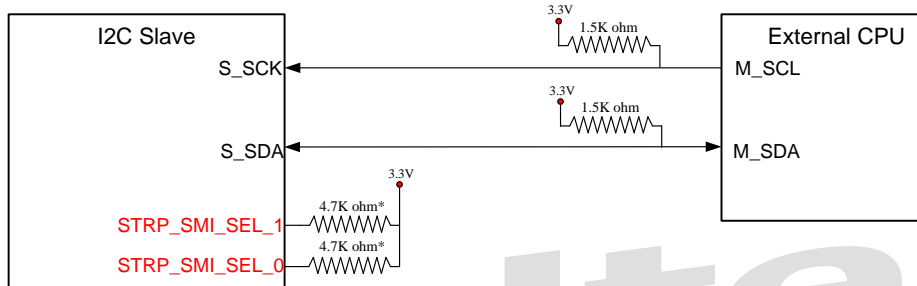 I2C Slave
External CPU
3.3V
1.5K ohm
S_SCK
M_SCL
3.3V
1.5K ohm
S_SDA
M_SDA
3.3V
STRP_SMI_SEL_1
4.7K ohm*
STRP_SMI_SEL_0
4.7K ohm*